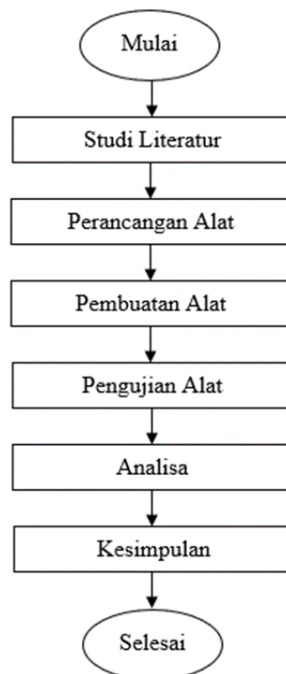 Mulai
Studi Literatur
Perancangan Alat
Pembuatan Alat
Pengujian Alat
Analisa
Kesimpulan
Selesai